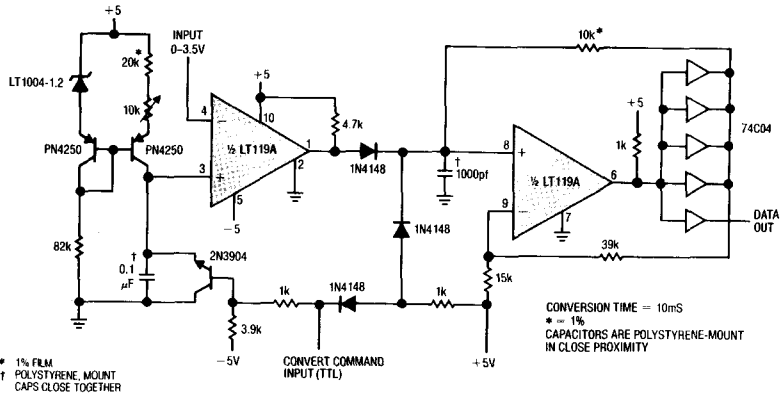 +5
10k*
INPUT
0–3.5V
20k*
LT1004-1.2
+5
10k
4
10
4.7k
+5
74C04
PN4250
PN4250
½ LT119A
1
8
1k
3
2
1N4148
†
1000pf
½ LT119A
6
5
−5
9
7
DATA
OUT
1N4148
82k
†
0.1
µF
2N3904
39k
15k
1k
1N4148
1k
3.9k
−5V
CONVERT COMMAND
INPUT (TTL)
+5V
CONVERSION TIME = 10mS
* = 1%
CAPACITORS ARE POLYSTYRENE-MOUNT
IN CLOSE PROXIMITY
* 1% FILM
† POLYSTYRENE, MOUNT
CAPS CLOSE TOGETHER